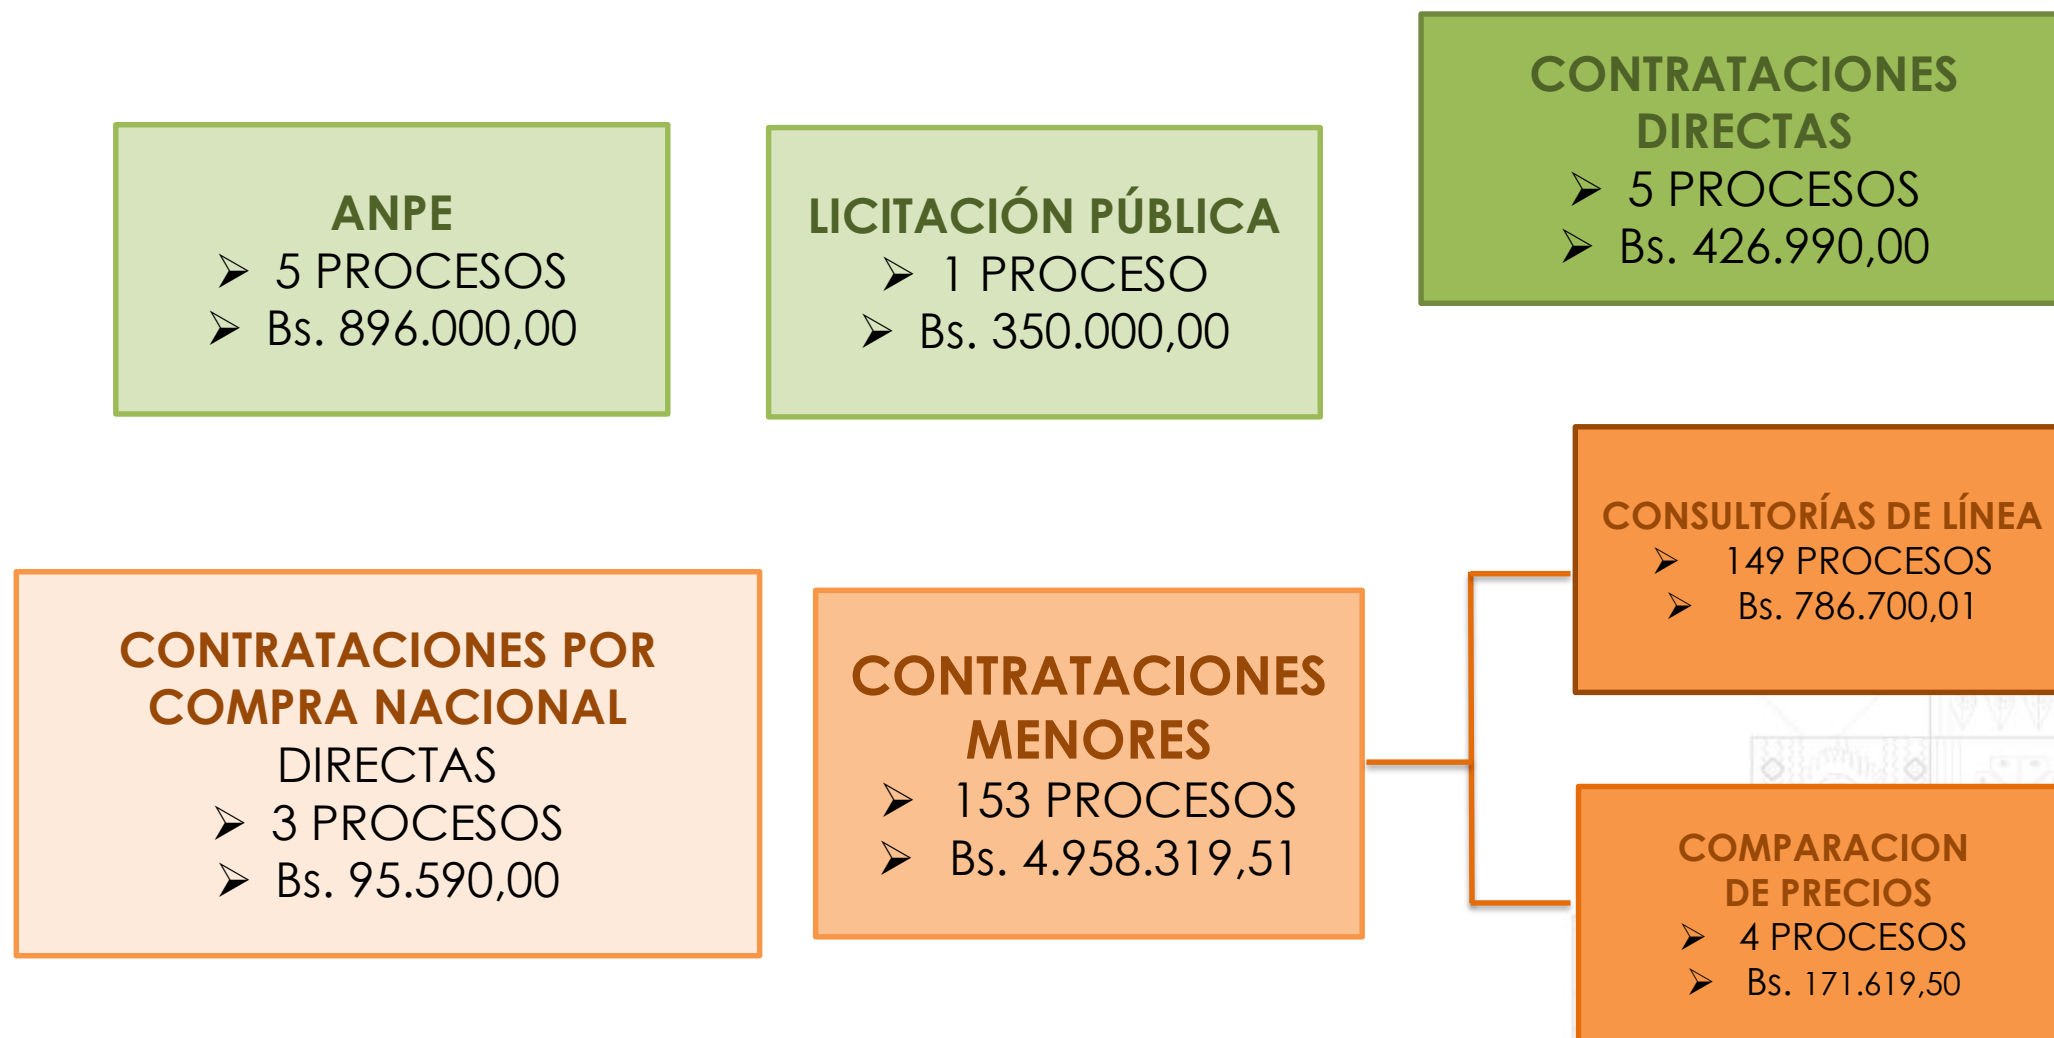 ANPE
➢ 5 PROCESOS
➢ Bs. 896.000,00
LICITACIÓN PÚBLICA
➢ 1 PROCESO
➢ Bs. 350.000,00
CONTRATACIONES
DIRECTAS
➢ 5 PROCESOS
➢ Bs. 426.990,00
CONTRATACIONES POR
COMPRA NACIONAL
DIRECTAS
➢ 3 PROCESOS
➢ Bs. 95.590,00
CONTRATACIONES
MENORES
➢ 153 PROCESOS
➢ Bs. 4.958.319,51
CONSULTORÍAS DE LÍNEA
➢ 149 PROCESOS
➢ Bs. 786.700,01
COMPARACION
DE PRECIOS
➢ 4 PROCESOS
➢ Bs. 171.619,50